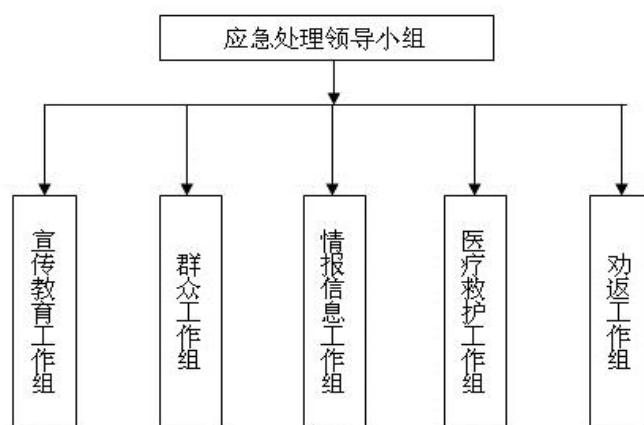 应急处理领导小组
宣传教育工作组
群众工作组
情报信息工作组
医疗救护工作组
劝返工作组